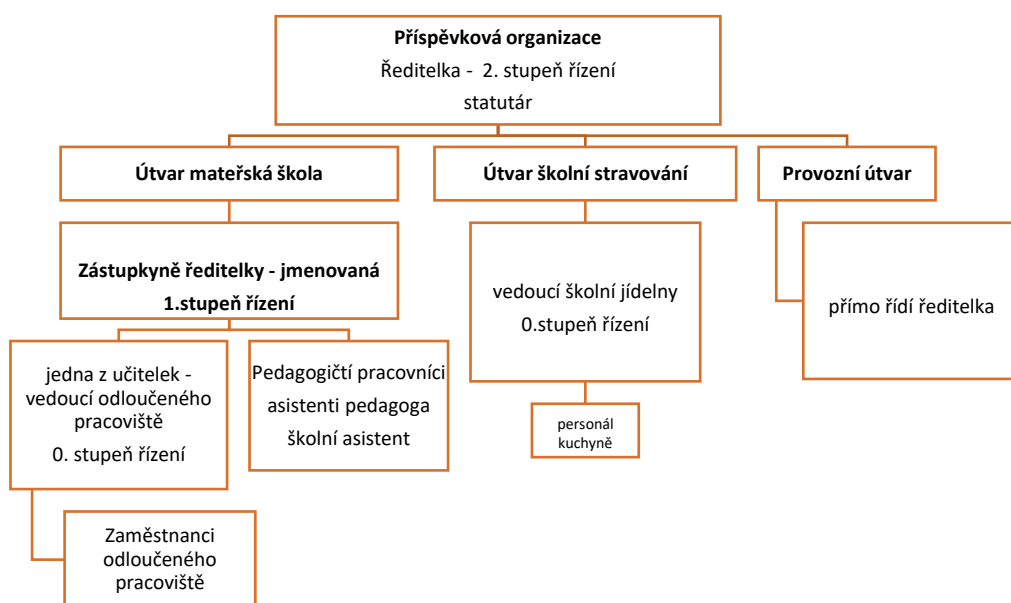 Příspěvková organizace
Ředitelka - 2. stupeň řízení
statutár
Útvar mateřská škola
Útvar školní stravování
Provozní útvar
Zástupkyně ředitelky - jmenovaná
1.stupeň řízení
vedoucí školní jídelny
0.stupeň řízení
přímo řídí ředitelka
jedna z učitelek -
vedoucí odloučeného
pracoviště
0. stupeň řízení
Pedagogičtí pracovníci
asistenti pedagoga
školní asistent
personál
kuchyně
Zaměstnanci
odloučeného
pracoviště